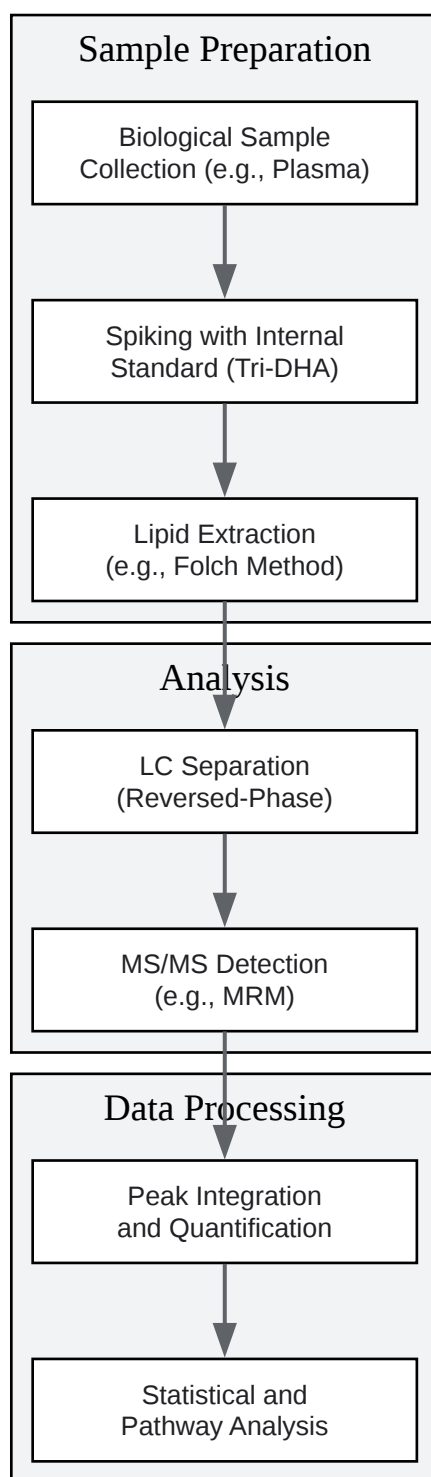 Sample Preparation
Biological Sample
Collection (e.g., Plasma)
Spiking with Internal
Standard (Tri-DHA)
Lipid Extraction
(e.g., Folch Method)
Analysis
LC Separation
(Reversed-Phase)
MS/MS Detection
(e.g., MRM)
Data Processing
Peak Integration
and Quantification
Statistical and
Pathway Analysis